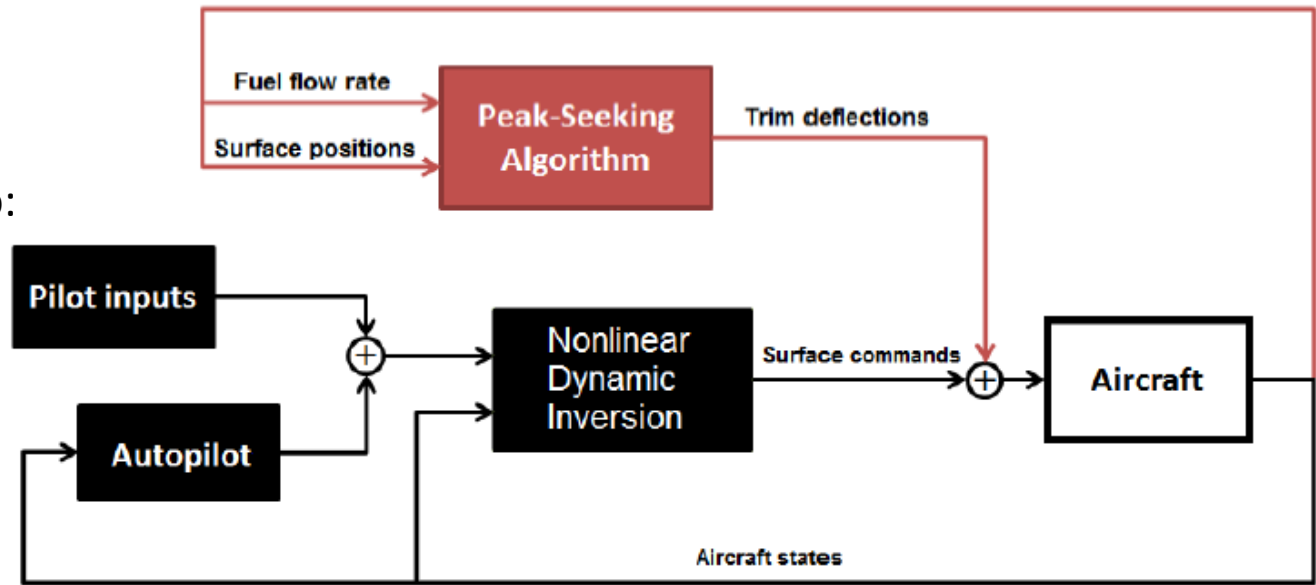 Fuel flow rate
Surface positions
Peak-Seeking
Algorithm
Trim deflections
:
Pilot inputs
Autopilot
+
Nonlinear
Dynamic
Inversion
Surface commands
+
Aircraft
Aircraft states